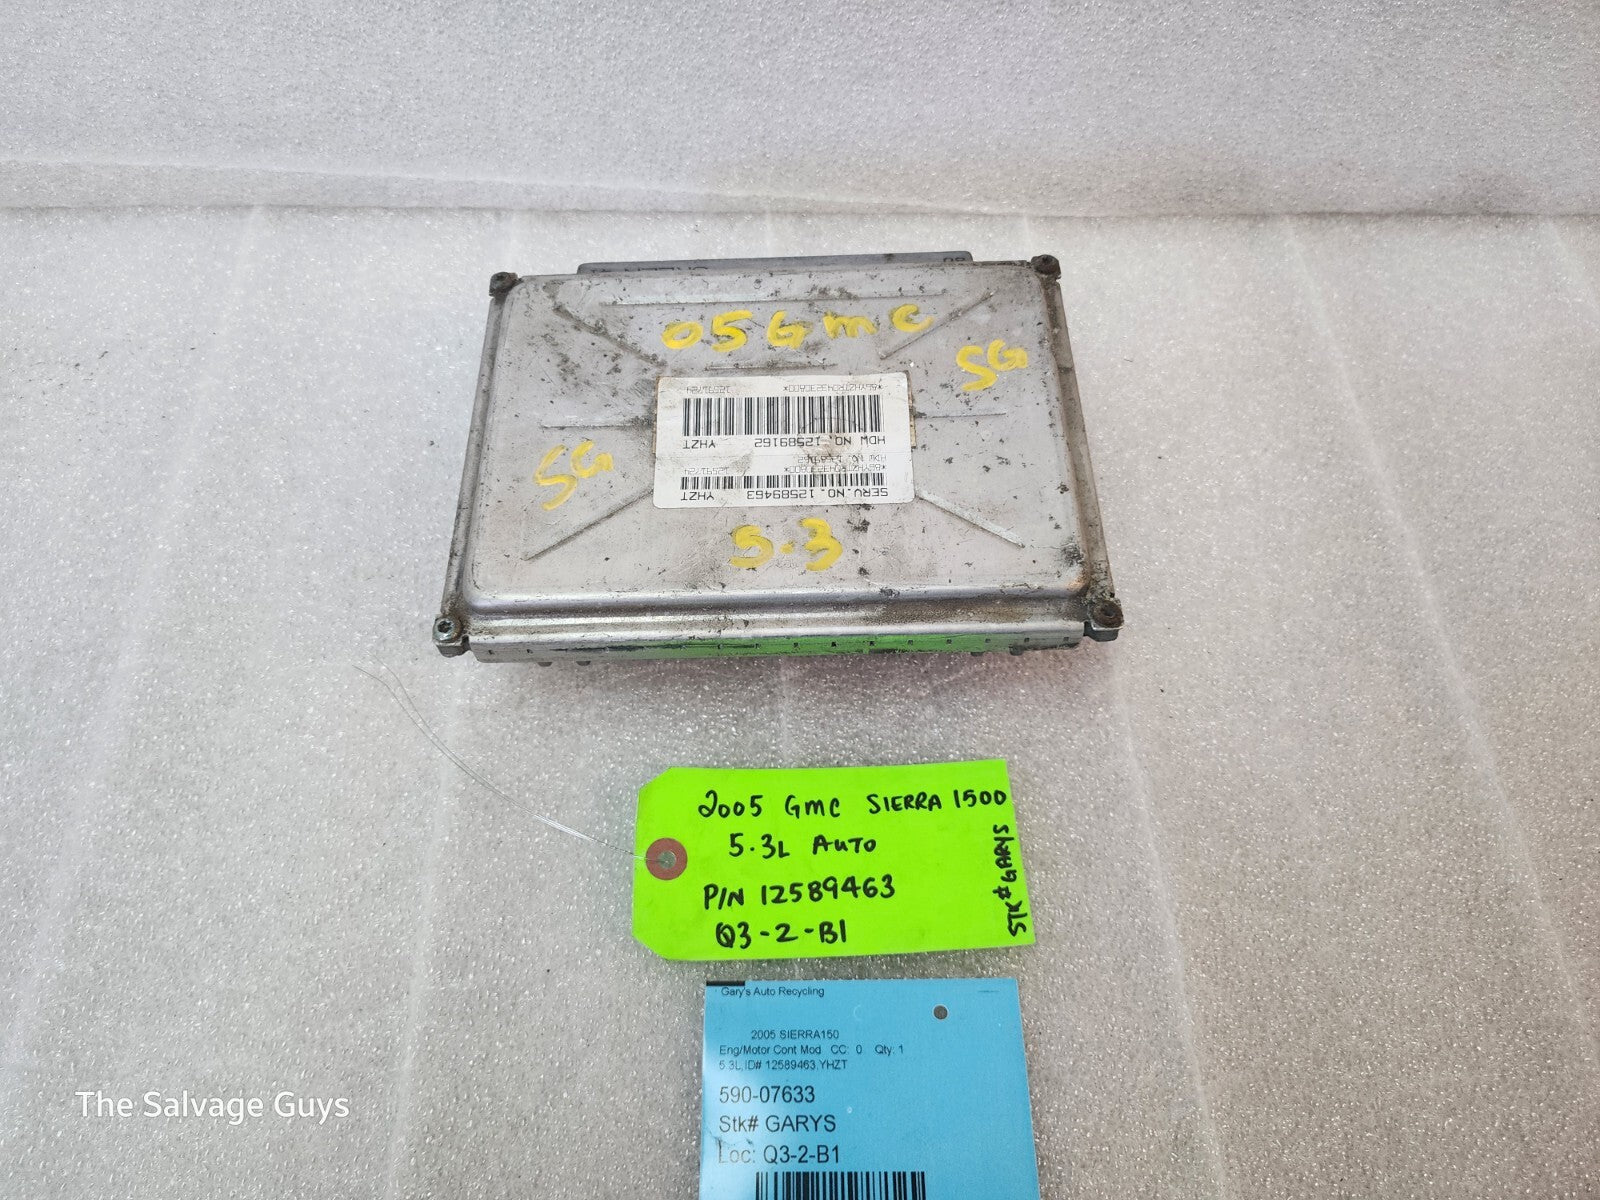 05 GMC
SG
SG
5.3
SERV.NO. 12589463 YHZT
HDW NO. 12589162 YHZT
2005 GMC SIERRA 1500
5.3L AUTO
P/N 12589463
Q3-2-B1
STK# GARYS
Gary's Auto Recycling
2005 SIERRA150
Eng/Motor Cont Mod CC: 0 Qty: 1
5.3L,ID# 12589463,YHZT
590-07633
Stk# GARYS
Loc: Q3-2-B1
The Salvage Guys